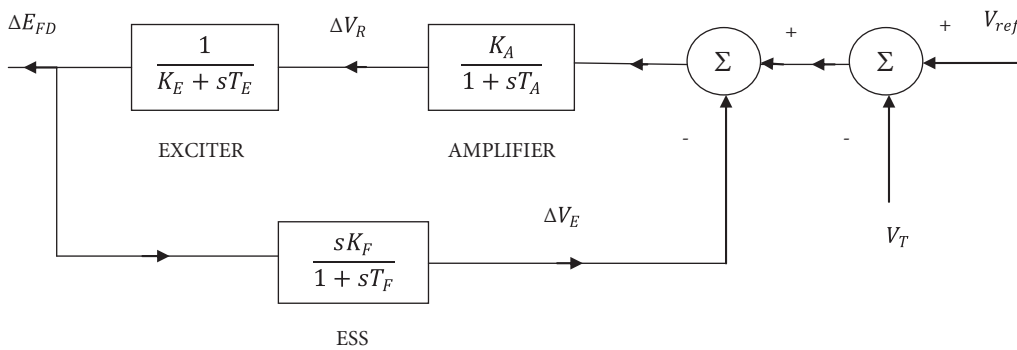 ΔE_FD
1
K_E + sT_E
EXCITER
ΔV_R
K_A
1 + sT_A
AMPLIFIER
Σ
+
Σ
+
V_ref
-
-
V_T
sK_F
1 + sT_F
ESS
ΔV_E